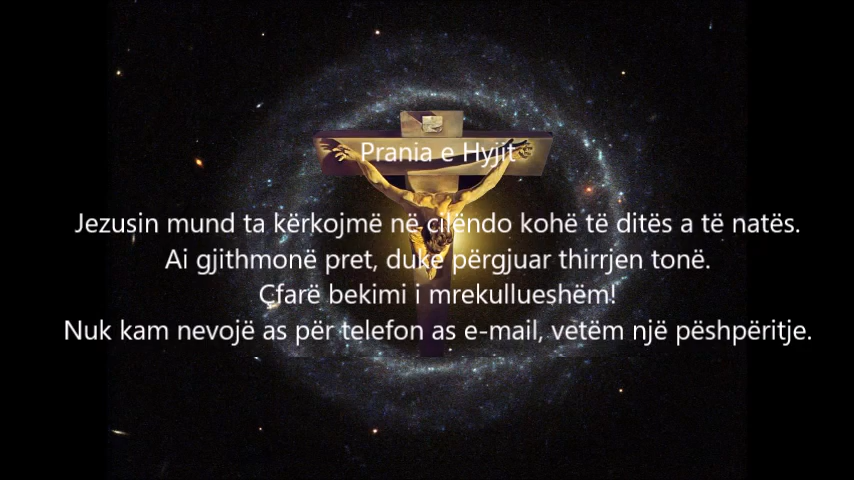 Prania e Hyjit
Jezusin mund ta kërkojmë në cilëndo kohë të ditës a të natës.
Ai gjithmonë pret, duke përgjuar thirrjen tonë.
Çfarë bekimi i mrekullueshëm!
Nuk kam nevojë as për telefon as e-mail, vetëm një pëshpëritje.